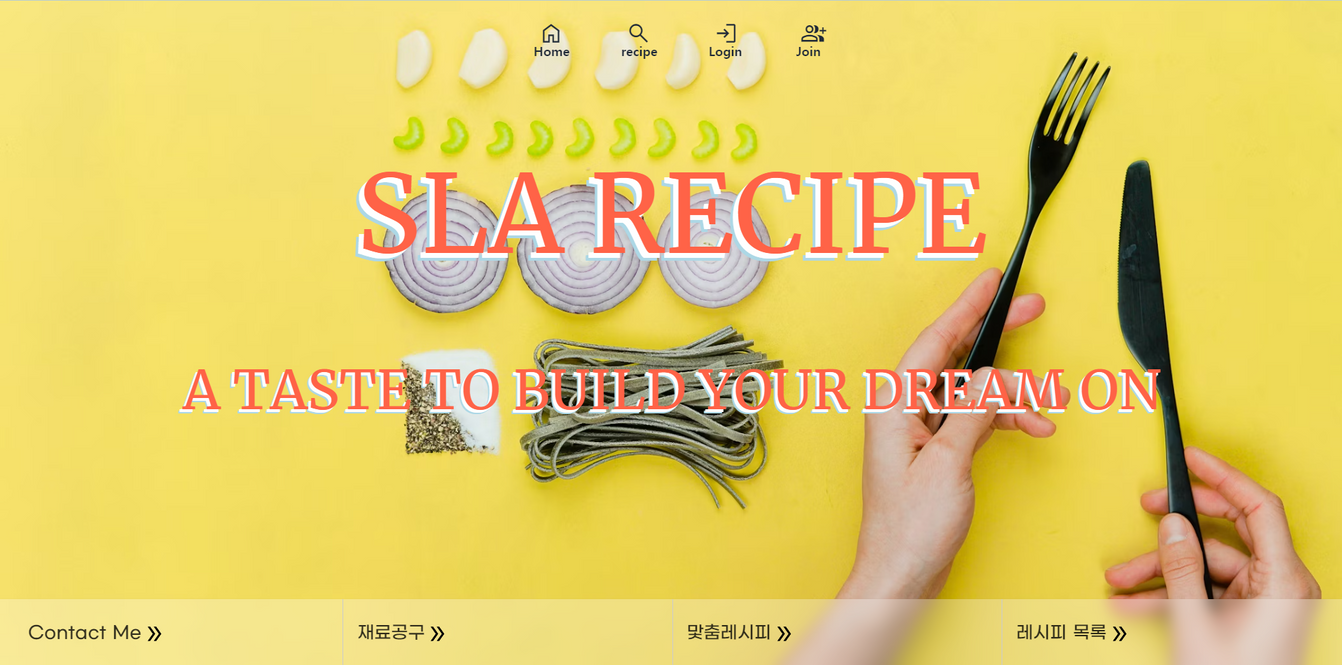 Home recipe Login Join
SLA RECIPE
A TASTE TO BUILD YOUR DREAM ON
Contact Me 재료공구 맞춤레시피 레시피 목록